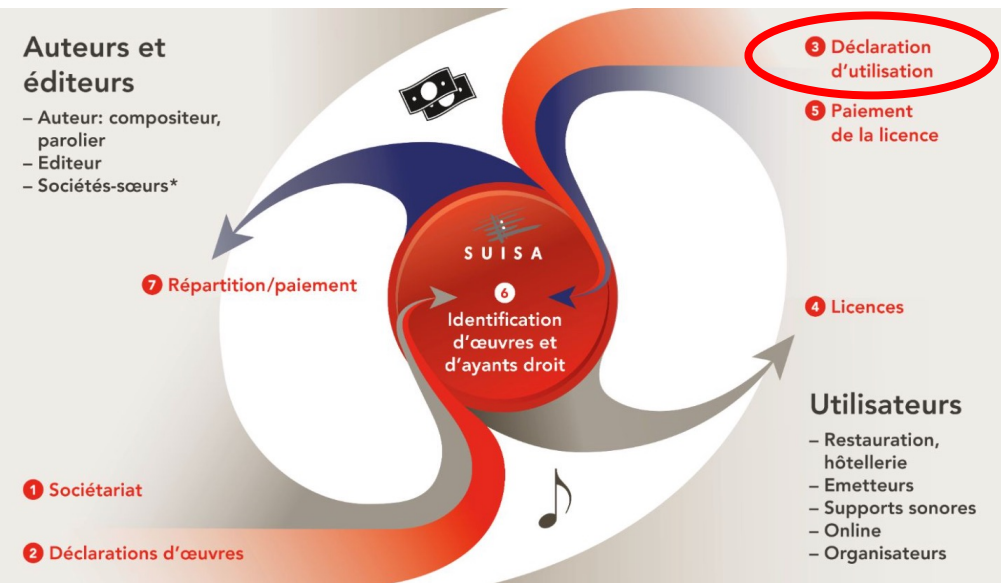 Auteurs et
éditeurs
– Auteur: compositeur,
parolier
– Editeur
– Sociétés-sœurs*
3 Déclaration
d'utilisation
5 Paiement
de la licence
SUISA
6
Identification
d'œuvres et
d'ayants droit
7 Répartition/paiement
4 Licences
Utilisateurs
– Restauration,
hôtellerie
– Emetteurs
– Supports sonores
– Online
– Organisateurs
1 Sociétariat
2 Déclarations d'œuvres